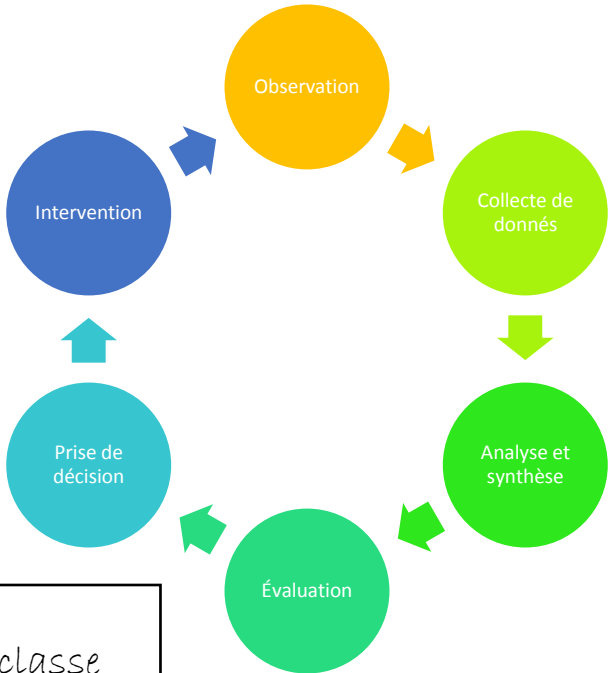 Observation
Collecte de
donnés
Analyse et
synthèse
Évaluation
Prise de
décision
Intervention
classe